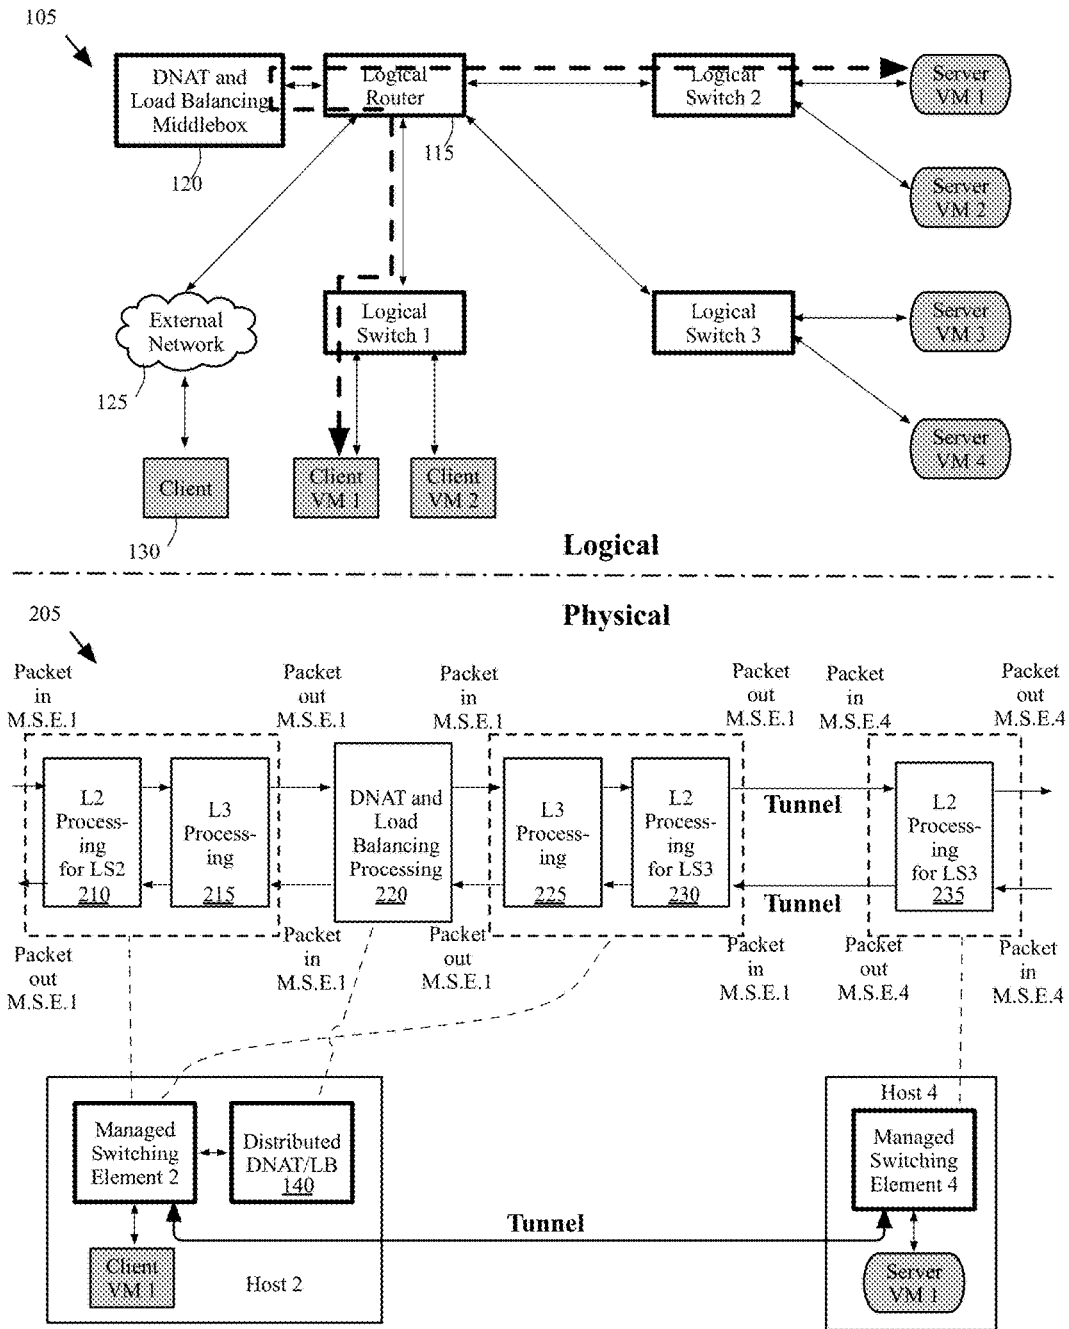 105
DNAT and
Load Balancing
Middlebox
120
Logical
Router
115
Logical
Switch 2
Server
VM 1
Server
VM 2
External
Network
125
Logical
Switch 1
Logical
Switch 3
Server
VM 3
Server
VM 4
Client
130
Client
VM 1
Client
VM 2
Logical
Physical
205
Packet
in
M.S.E.1
Packet
out
M.S.E.1
Packet
in
M.S.E.1
Packet
out
M.S.E.1
Packet
in
M.S.E.4
Packet
out
M.S.E.4
L2
Process-
ing
for LS2
210
L3
Process-
ing
215
DNAT and
Load
Balancing
Processing
220
L3
Process-
ing
225
L2
Process-
ing
for LS3
230
Tunnel
Tunnel
L2
Process-
ing
for LS3
235
Packet
out
M.S.E.1
Packet
in
M.S.E.1
Packet
out
M.S.E.1
Packet
in
M.S.E.1
Packet
out
M.S.E.4
Packet
in
M.S.E.4
Managed
Switching
Element 2
Distributed
DNAT/LB
140
Client
VM 1
Host 2
Tunnel
Host 4
Managed
Switching
Element 4
Server
VM 1